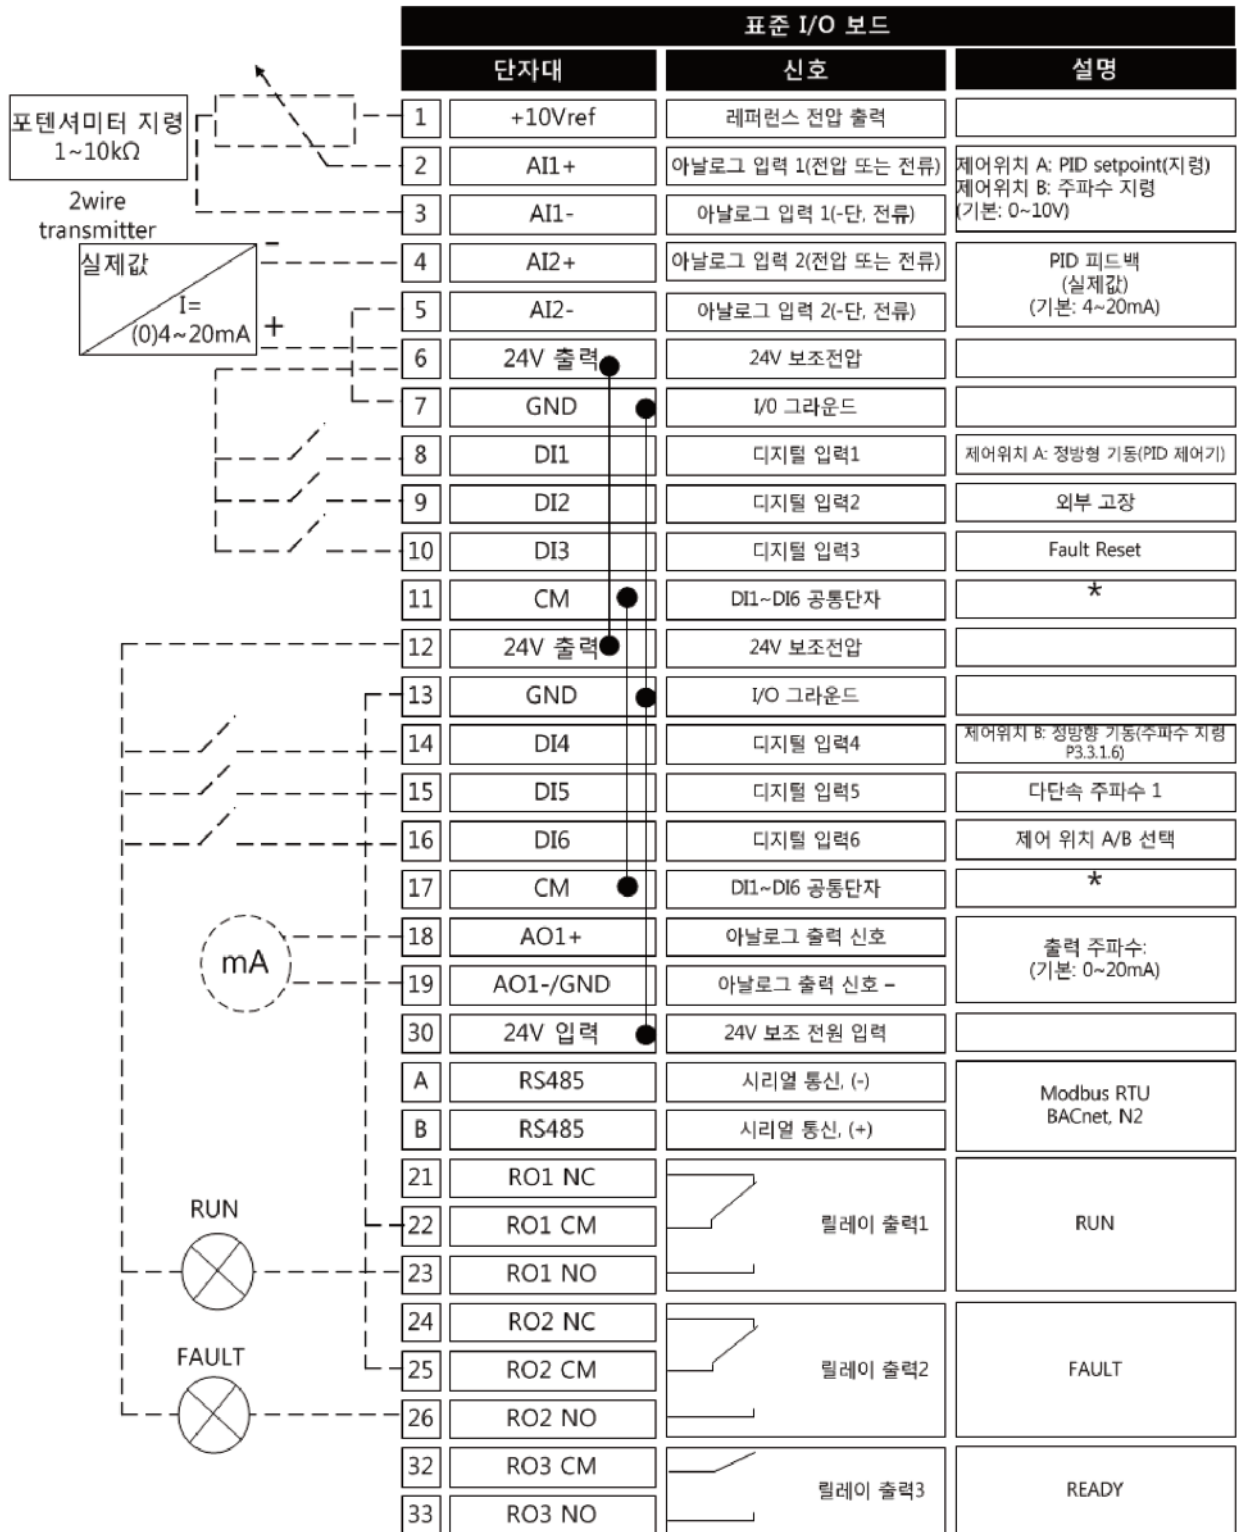 표준 I/O 보드
단자대 신호 설명
포텐셔미터 지령
1~10kΩ
2wire
transmitter
-
실제값
I=
(0)4~20mA
+
1 +10Vref 레퍼런스 전압 출력
2 AI1+ 아날로그 입력 1(전압 또는 전류)
3 AI1- 아날로그 입력 1(-단, 전류)
제어위치 A: PID setpoint(지령)
제어위치 B: 주파수 지령
(기본: 0~10V)
4 AI2+ 아날로그 입력 2(전압 또는 전류)
5 AI2- 아날로그 입력 2(-단, 전류)
PID 피드백
(실제값)
(기본: 4~20mA)
6 24V 출력 24V 보조전압
7 GND I/0 그라운드
8 DI1 디지털 입력1 제어위치 A: 정방형 기동(PID 제어기)
9 DI2 디지털 입력2 외부 고장
10 DI3 디지털 입력3 Fault Reset
11 CM DI1~DI6 공통단자 *
12 24V 출력 24V 보조전압
13 GND I/O 그라운드
14 DI4 디지털 입력4 제어위치 B: 정방향 기동(주파수 지령
P3.3.1.6)
15 DI5 디지털 입력5 다단속 주파수 1
16 DI6 디지털 입력6 제어 위치 A/B 선택
17 CM DI1~DI6 공통단자 *
mA
18 AO1+ 아날로그 출력 신호
19 AO1-/GND 아날로그 출력 신호 –
출력 주파수:
(기본: 0~20mA)
30 24V 입력 24V 보조 전원 입력
A RS485 시리얼 통신, (-)
B RS485 시리얼 통신, (+)
Modbus RTU
BACnet, N2
21 RO1 NC
RUN
22 RO1 CM 릴레이 출력1 RUN
23 RO1 NO
24 RO2 NC
FAULT
25 RO2 CM 릴레이 출력2 FAULT
26 RO2 NO
32 RO3 CM
릴레이 출력3 READY
33 RO3 NO